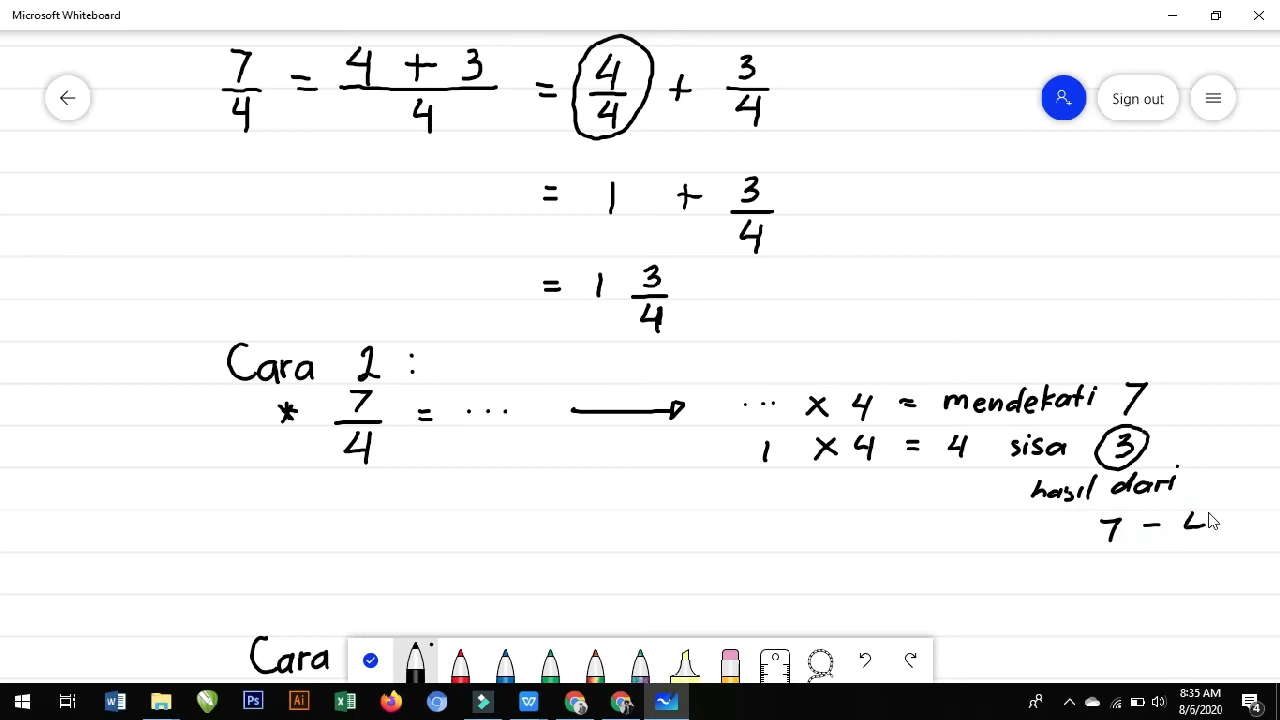 Microsoft Whiteboard
Sign out
7/4 = (4 + 3)/4 = 4/4 + 3/4
= 1 + 3/4
= 1 3/4
Cara 2 :
* 7/4 = ... → ... × 4 ≈ mendekati 7
1 × 4 = 4 sisa 3
hasil dari
7 - 4
Cara
8:35 AM
8/6/2020
4